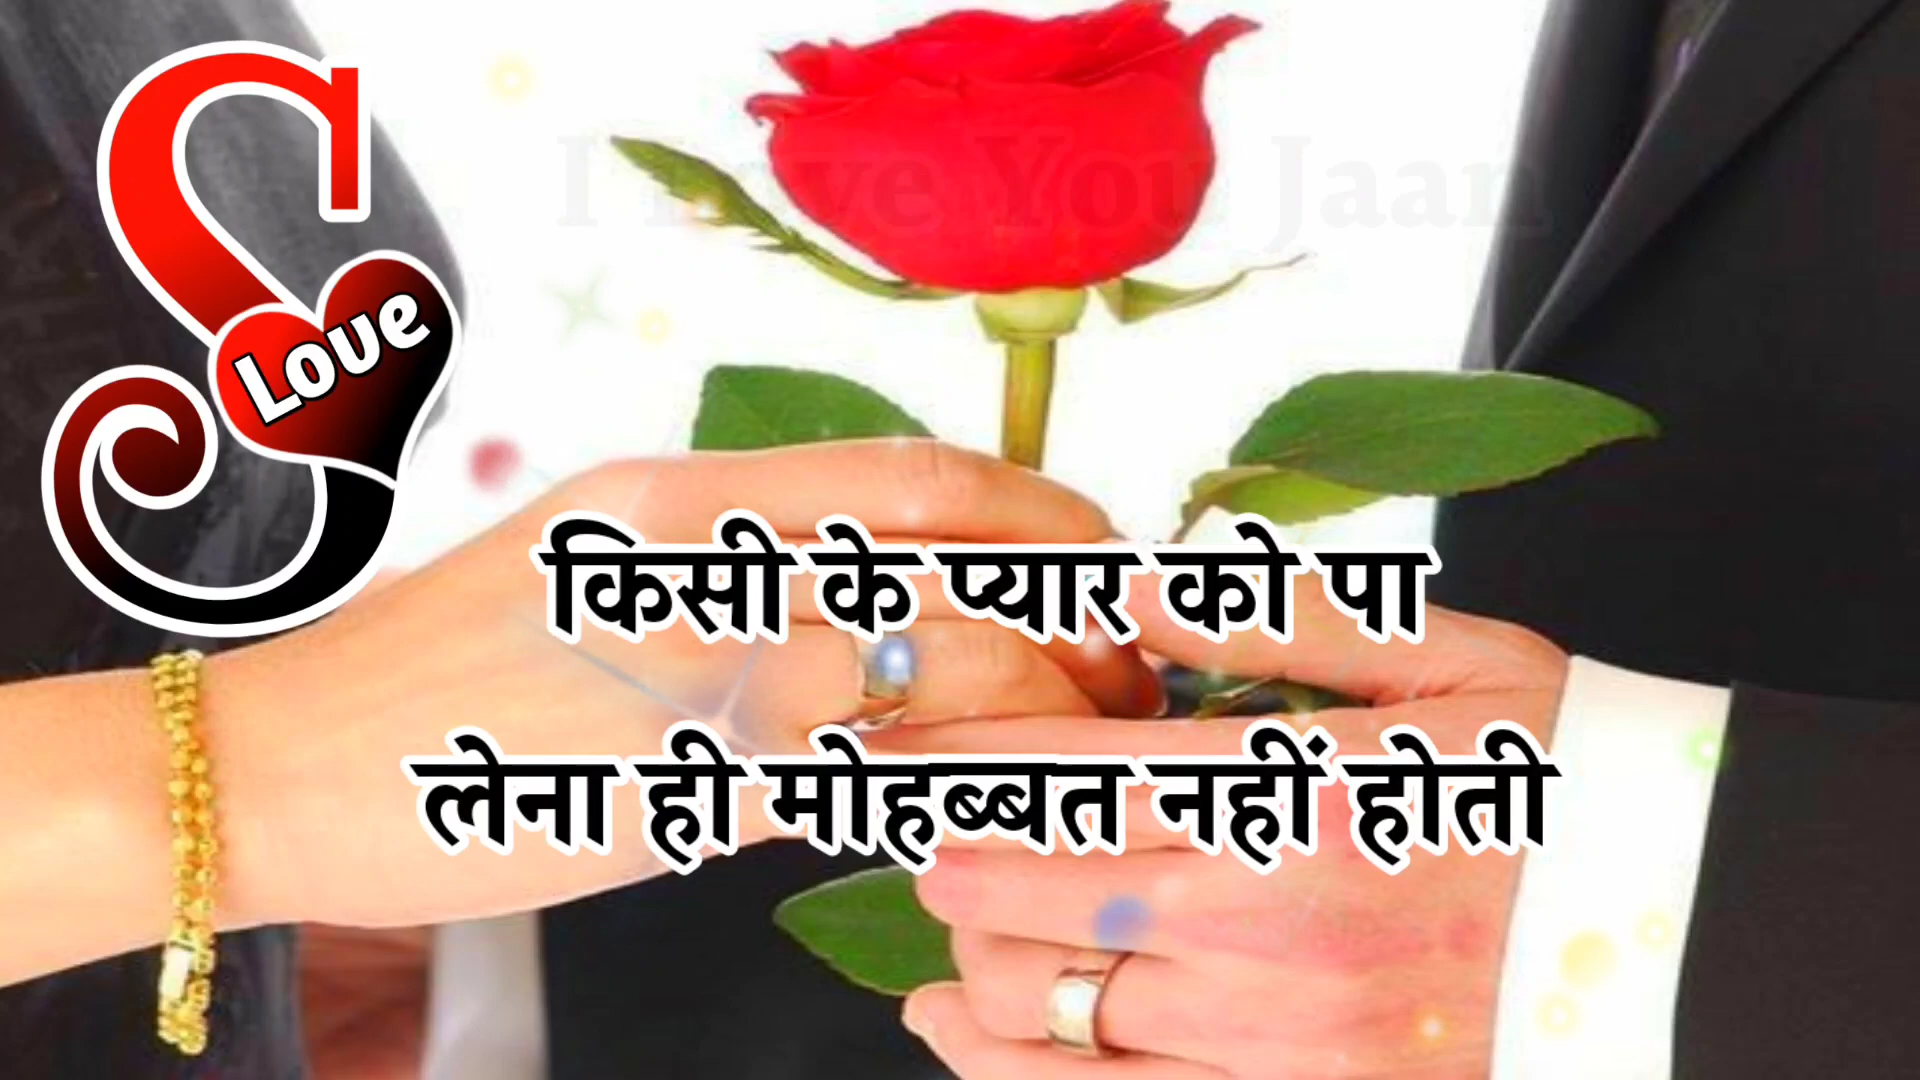 I Love You Jaan
S
Love
किसी के प्यार को पा
लेना ही मोहब्बत नहीं होती